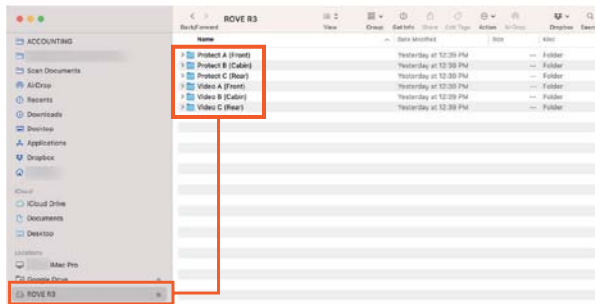 ROVE R3
Back/Forward
View
Group
Get Info
Share
Edit Tags
Action
AirDrop
Dropbox
Name
Date Modified
Size
Kind
Protect A (Front)
Yesterday at 12:39 PM
-- Folder
Protect B (Cabin)
Yesterday at 12:39 PM
-- Folder
Protect C (Rear)
Yesterday at 12:39 PM
-- Folder
Video A (Front)
Yesterday at 12:39 PM
-- Folder
Video B (Cabin)
Yesterday at 12:39 PM
-- Folder
Video C (Rear)
Yesterday at 12:39 PM
-- Folder
ACCOUNTING
Scan Documents
AirDrop
Recents
Downloads
Desktop
Applications
Dropbox
iCloud
iCloud Drive
Documents
Desktop
Locations
iMac Pro
Google Drive
ROVE R3